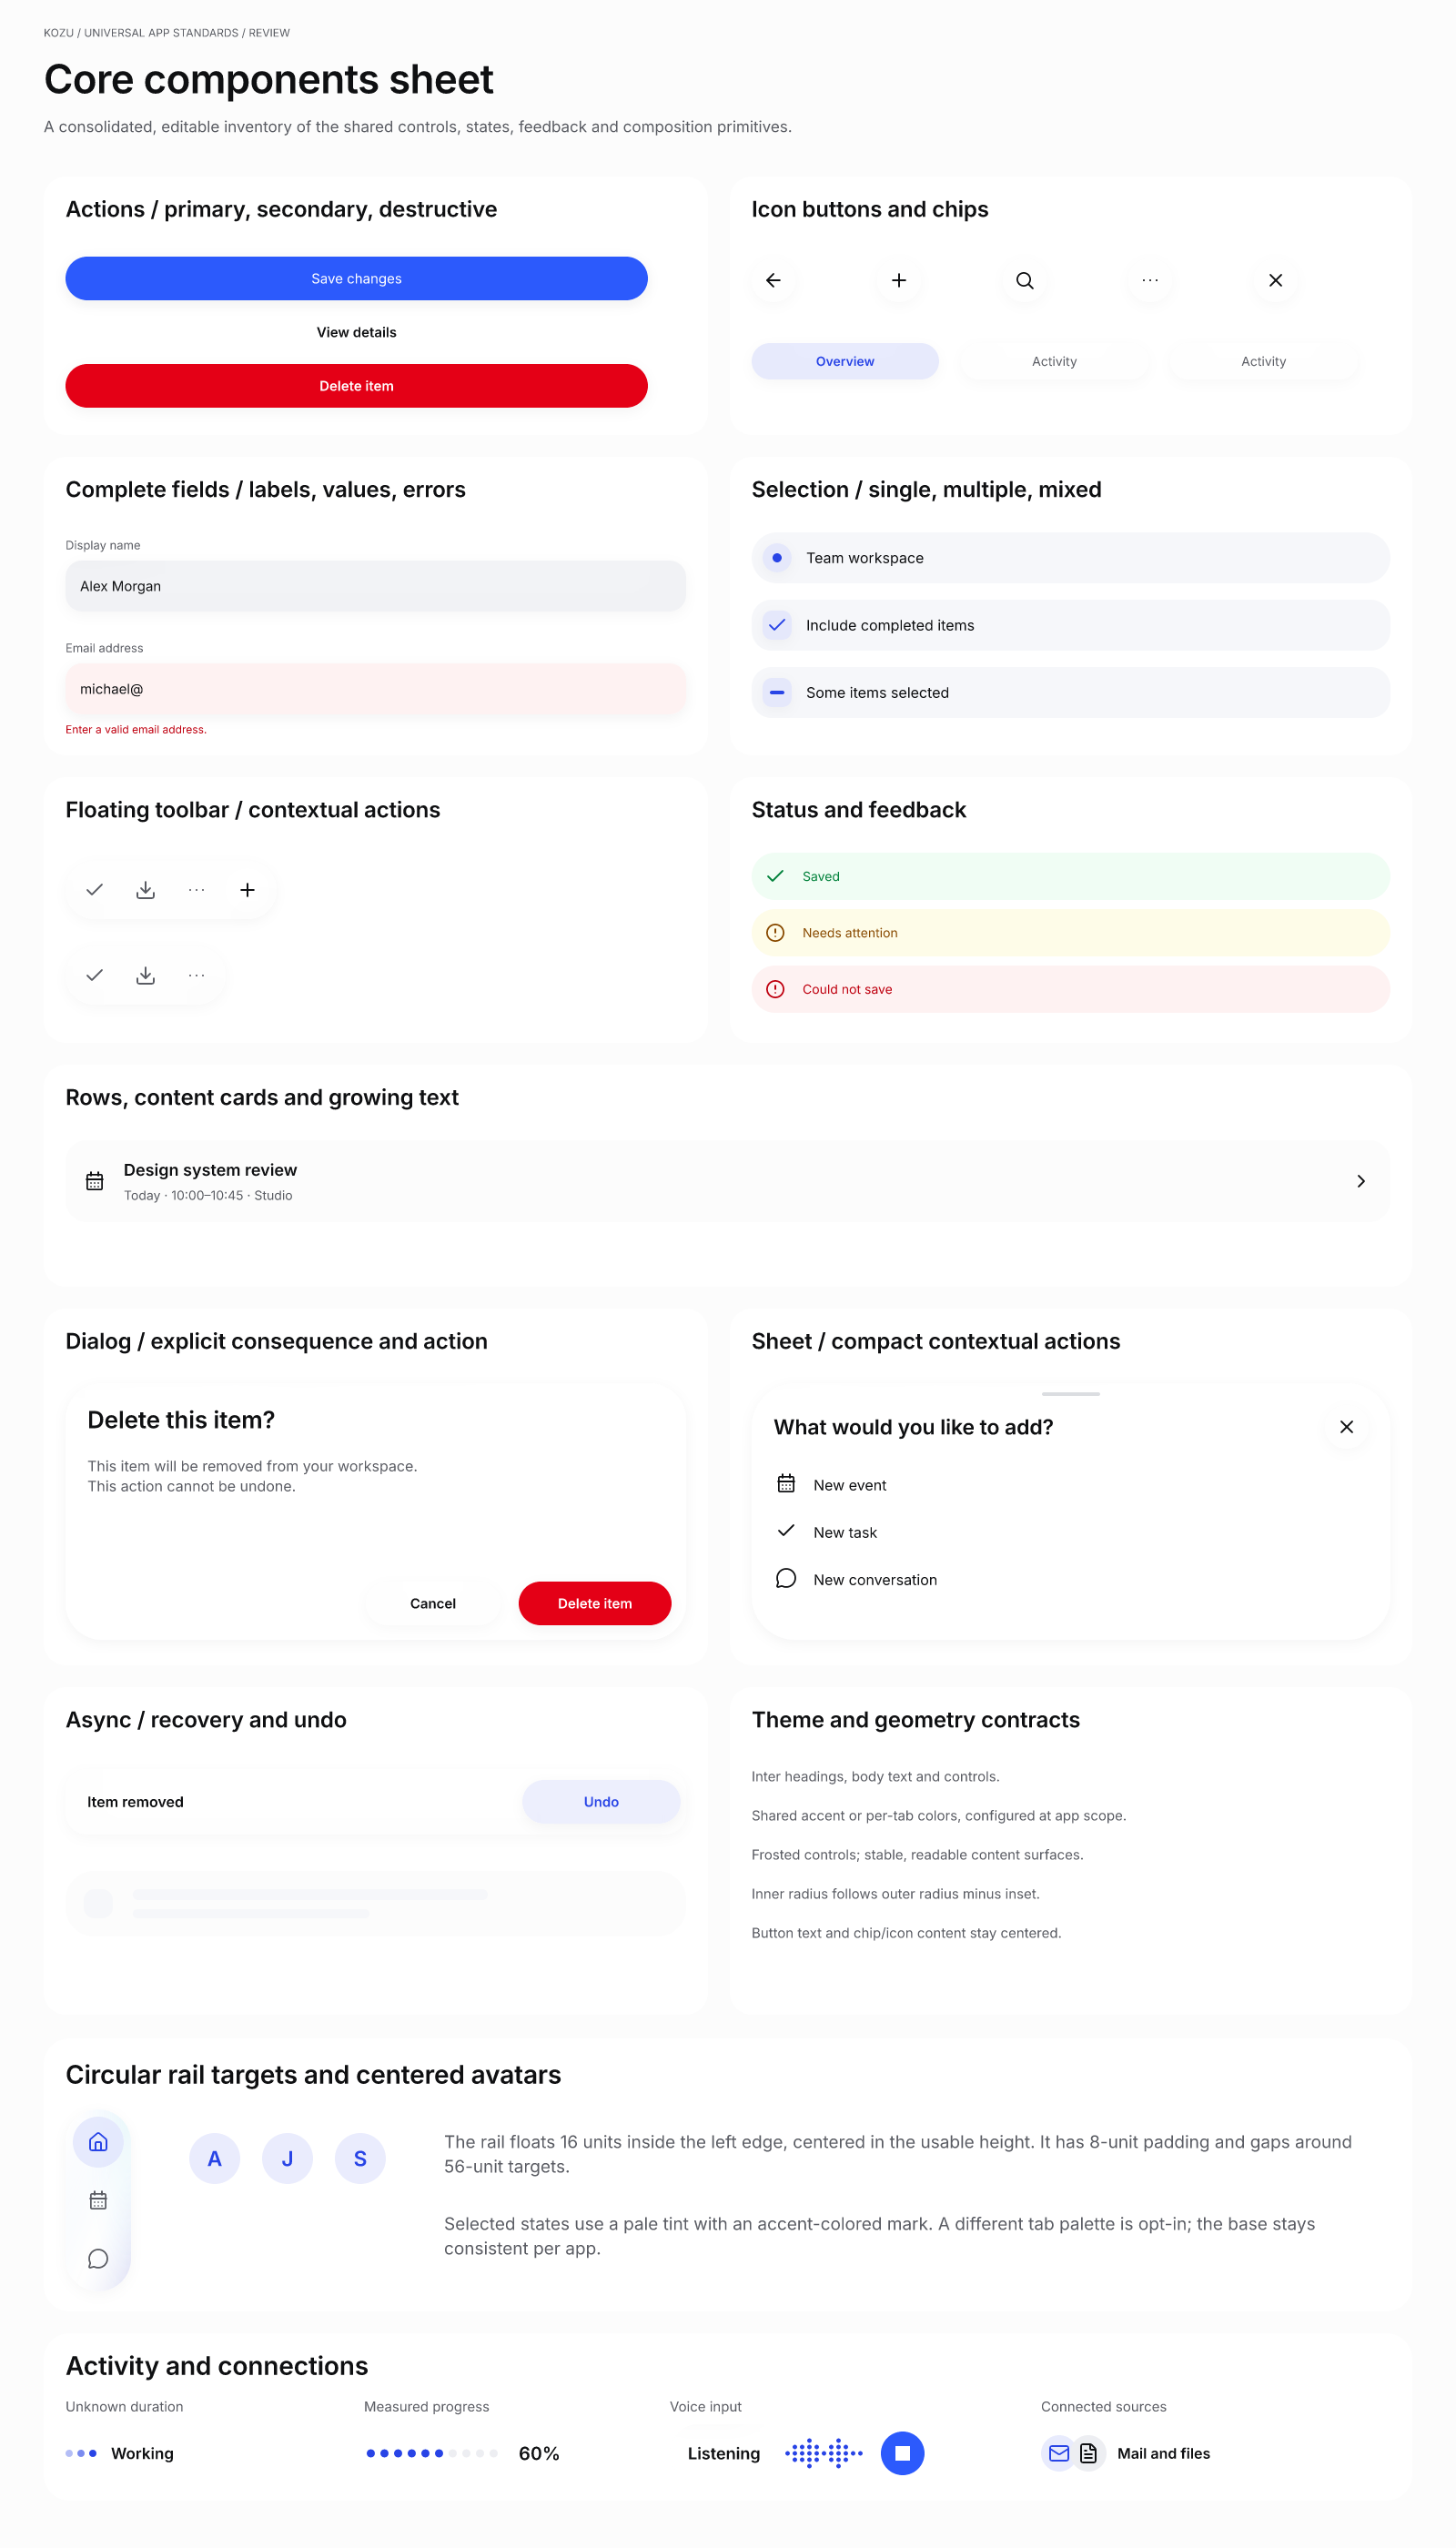 KOZU / UNIVERSAL APP STANDARDS / REVIEW
Core components sheet
A consolidated, editable inventory of the shared controls, states, feedback and composition primitives.
Actions / primary, secondary, destructive
Save changes
View details
Delete item
Icon buttons and chips
Overview
Activity
Activity
Complete fields / labels, values, errors
Display name
Alex Morgan
Email address
michael@
Enter a valid email address.
Selection / single, multiple, mixed
Team workspace
Include completed items
Some items selected
Floating toolbar / contextual actions
Status and feedback
Saved
Needs attention
Could not save
Rows, content cards and growing text
Design system review
Today · 10:00–10:45 · Studio
Dialog / explicit consequence and action
Delete this item?
This item will be removed from your workspace.
This action cannot be undone.
Cancel
Delete item
Sheet / compact contextual actions
What would you like to add?
New event
New task
New conversation
Async / recovery and undo
Item removed
Undo
Theme and geometry contracts
Inter headings, body text and controls.
Shared accent or per-tab colors, configured at app scope.
Frosted controls; stable, readable content surfaces.
Inner radius follows outer radius minus inset.
Button text and chip/icon content stay centered.
Circular rail targets and centered avatars
A
J
S
The rail floats 16 units inside the left edge, centered in the usable height. It has 8-unit padding and gaps around
56-unit targets.
Selected states use a pale tint with an accent-colored mark. A different tab palette is opt-in; the base stays
consistent per app.
Activity and connections
Unknown duration
Working
Measured progress
60%
Voice input
Listening
Connected sources
Mail and files